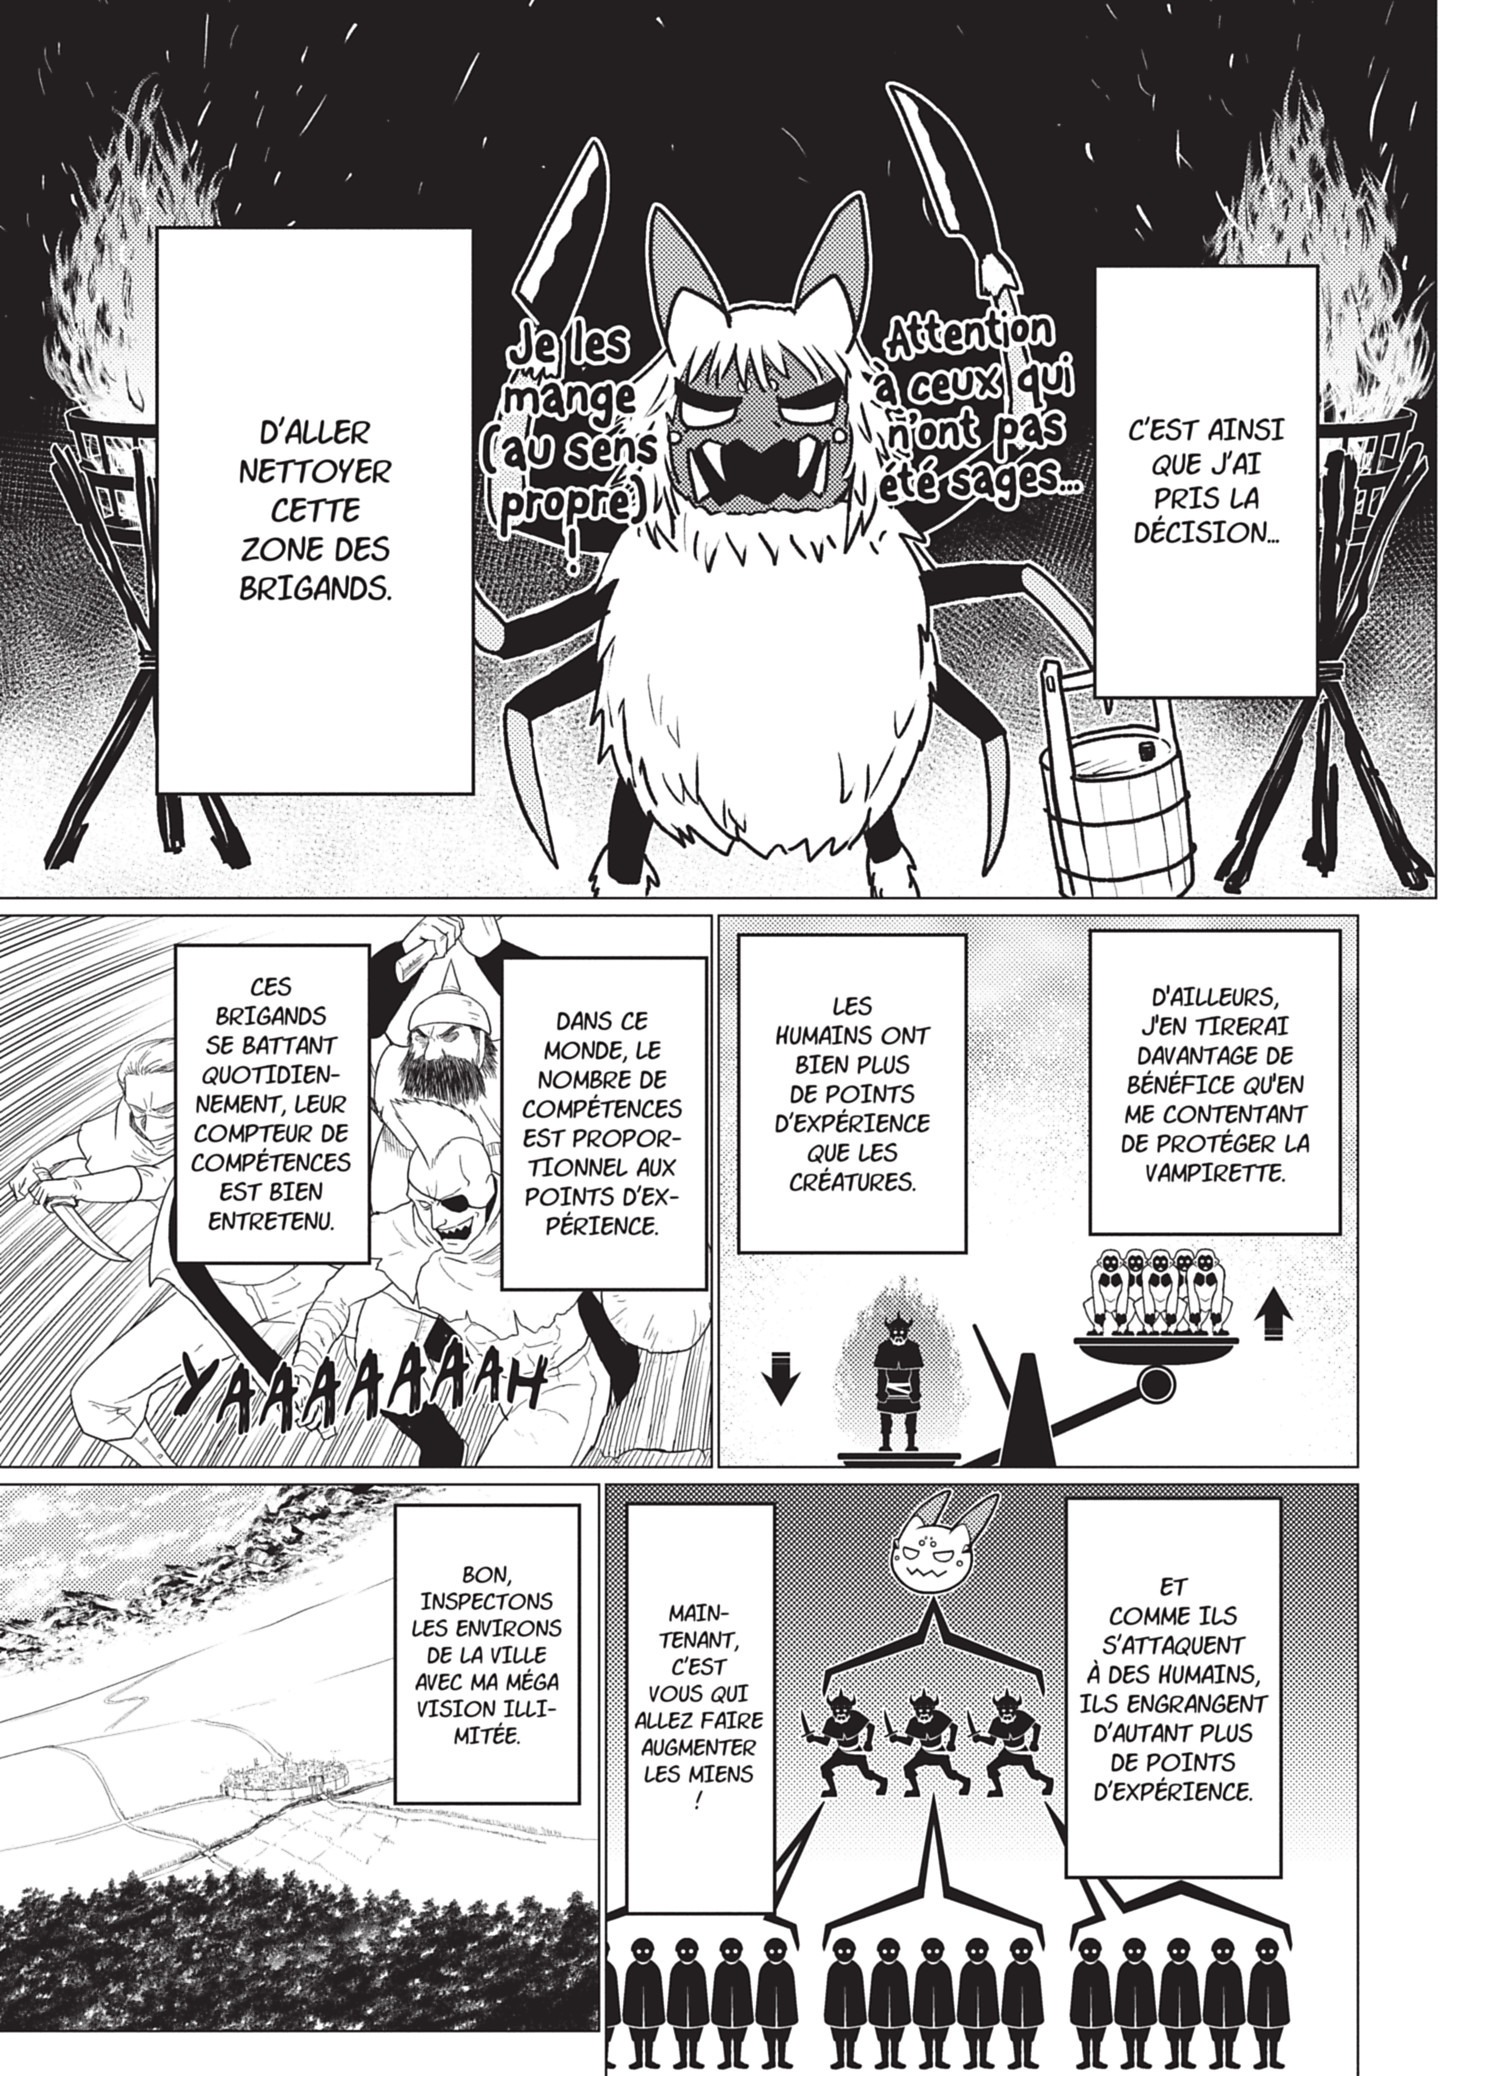 C'EST AINSI
QUE J'AI
PRIS LA
DÉCISION...
Attention
à ceux qui
n'ont pas
été sages...
Je les
mange
(au sens
propre)
!
D'ALLER
NETTOYER
CETTE
ZONE DES
BRIGANDS.
D'AILLEURS,
J'EN TIRERAI
DAVANTAGE DE
BÉNÉFICE QU'EN
ME CONTENTANT
DE PROTÉGER LA
VAMPIRETTE.
LES
HUMAINS ONT
BIEN PLUS
DE POINTS
D'EXPÉRIENCE
QUE LES
CRÉATURES.
DANS CE
MONDE, LE
NOMBRE DE
COMPÉTENCES
EST PROPOR-
TIONNEL AUX
POINTS D'EX-
PÉRIENCE.
CES
BRIGANDS
SE BATTANT
QUOTIDIEN-
NEMENT, LEUR
COMPTEUR DE
COMPÉTENCES
EST BIEN
ENTRETENU.
YAAAAAAAH
ET
COMME ILS
S'ATTAQUENT
À DES HUMAINS,
ILS ENGRANGENT
D'AUTANT PLUS
DE POINTS
D'EXPÉRIENCE.
MAIN-
TENANT,
C'EST
VOUS QUI
ALLEZ FAIRE
AUGMENTER
LES MIENS
!
BON,
INSPECTONS
LES ENVIRONS
DE LA VILLE
AVEC MA MÉGA
VISION ILLI-
MITÉE.